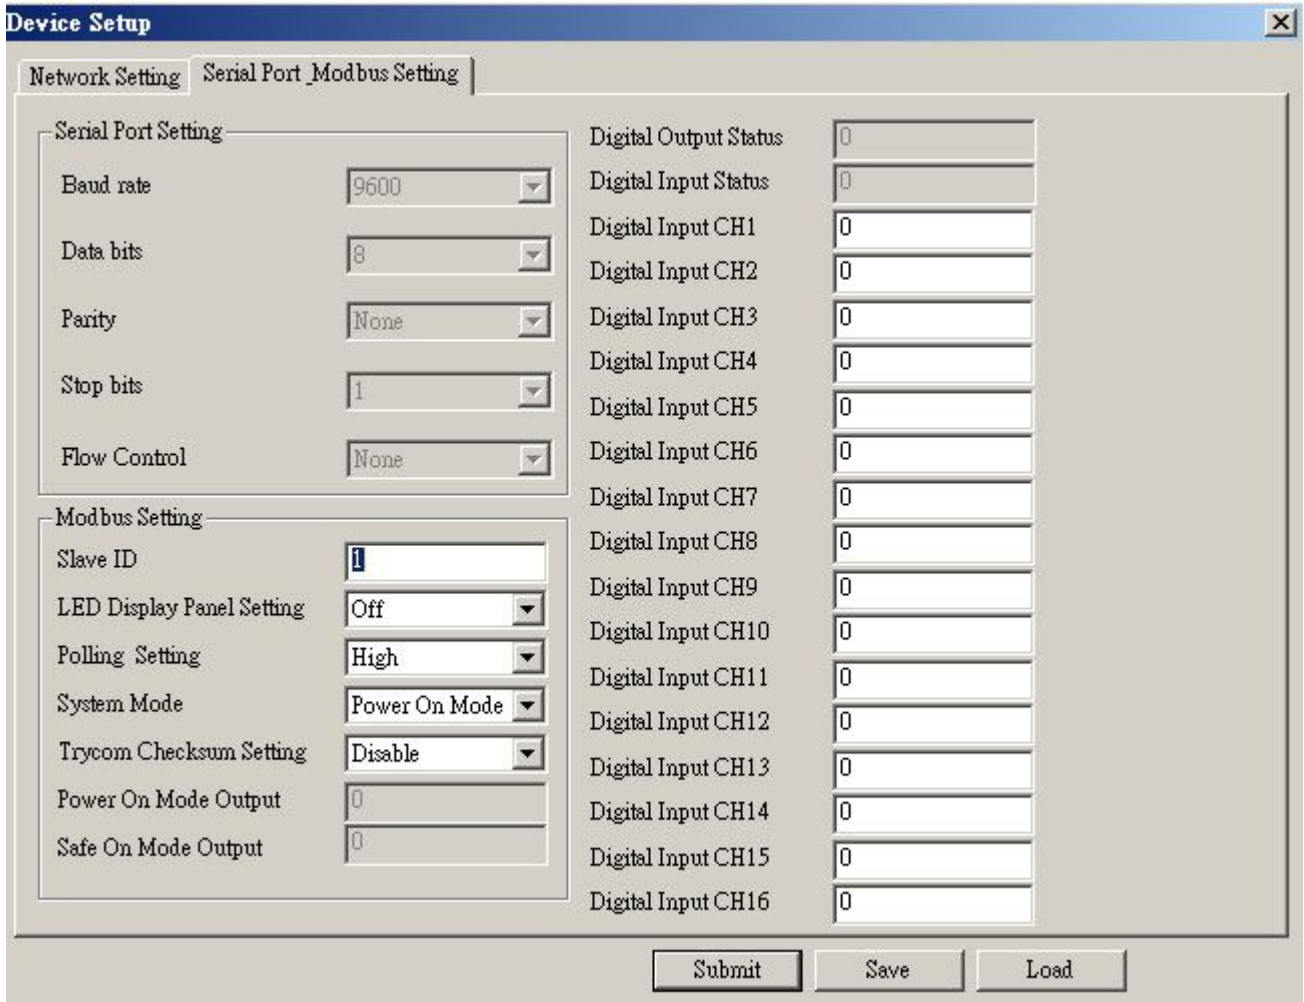 Device Setup
Network Setting
Serial Port_Modbus Setting
Serial Port Setting
Baud rate 9600
Data bits 8
Parity None
Stop bits 1
Flow Control None
Modbus Setting
Slave ID 1
LED Display Panel Setting Off
Polling Setting High
System Mode Power On Mode
Trycom Checksum Setting Disable
Power On Mode Output 0
Safe On Mode Output 0
Digital Output Status 0
Digital Input Status 0
Digital Input CH1 0
Digital Input CH2 0
Digital Input CH3 0
Digital Input CH4 0
Digital Input CH5 0
Digital Input CH6 0
Digital Input CH7 0
Digital Input CH8 0
Digital Input CH9 0
Digital Input CH10 0
Digital Input CH11 0
Digital Input CH12 0
Digital Input CH13 0
Digital Input CH14 0
Digital Input CH15 0
Digital Input CH16 0
Submit Save Load